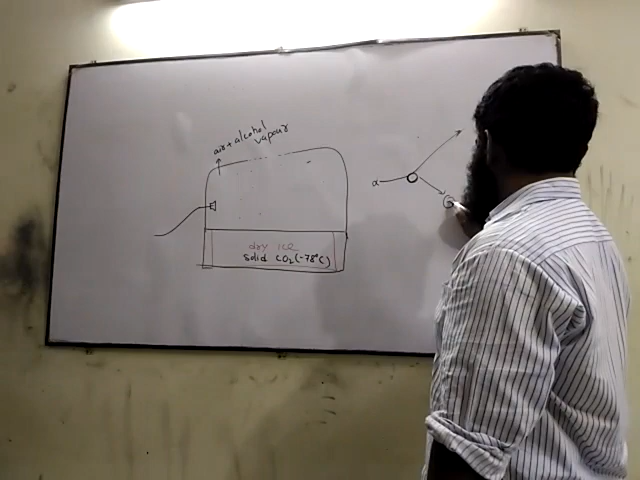 air + alcohol
vapour
α
dry ice
solid CO₂ (-78°C)